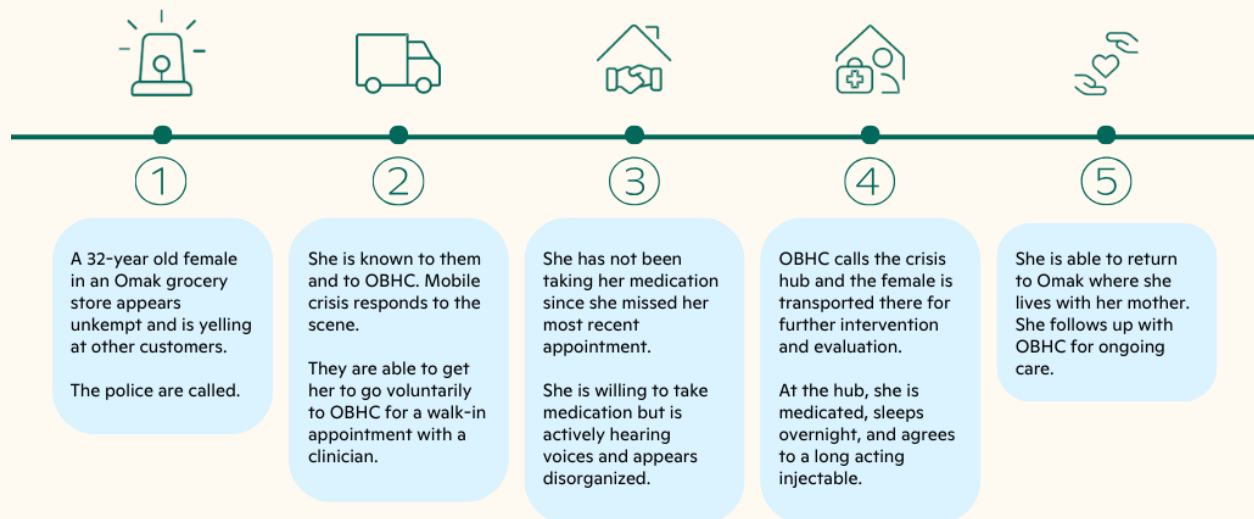 1
2
3
4
5
A 32-year old female
in an Omak grocery
store appears
unkempt and is yelling
at other customers.
The police are called.
She is known to them
and to OBHC. Mobile
crisis responds to the
scene.
They are able to get
her to go voluntarily
to OBHC for a walk-in
appointment with a
clinician.
She has not been
taking her medication
since she missed her
most recent
appointment.
She is willing to take
medication but is
actively hearing
voices and appears
disorganized.
OBHC calls the crisis
hub and the female is
transported there for
further intervention
and evaluation.
At the hub, she is
medicated, sleeps
overnight, and agrees
to a long acting
injectable.
She is able to return
to Omak where she
lives with her mother.
She follows up with
OBHC for ongoing
care.